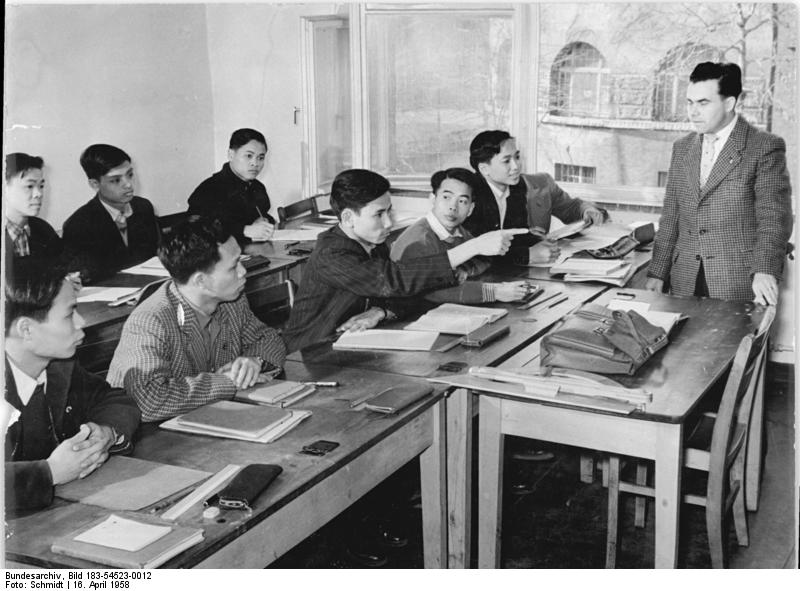 Bundesarchiv, Bild 183-54523-0012
Foto: Schmidt | 16. April 1958